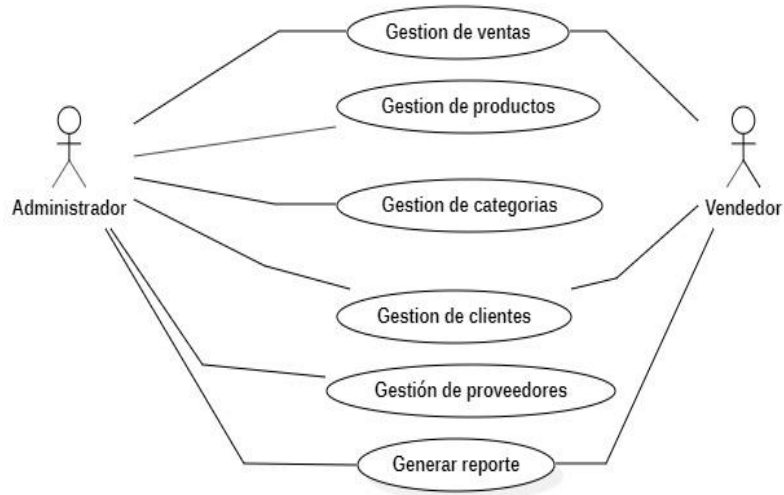 Gestion de ventas
Gestion de productos
Administrador
Vendedor
Gestion de categorias
Gestion de clientes
Gestión de proveedores
Generar reporte